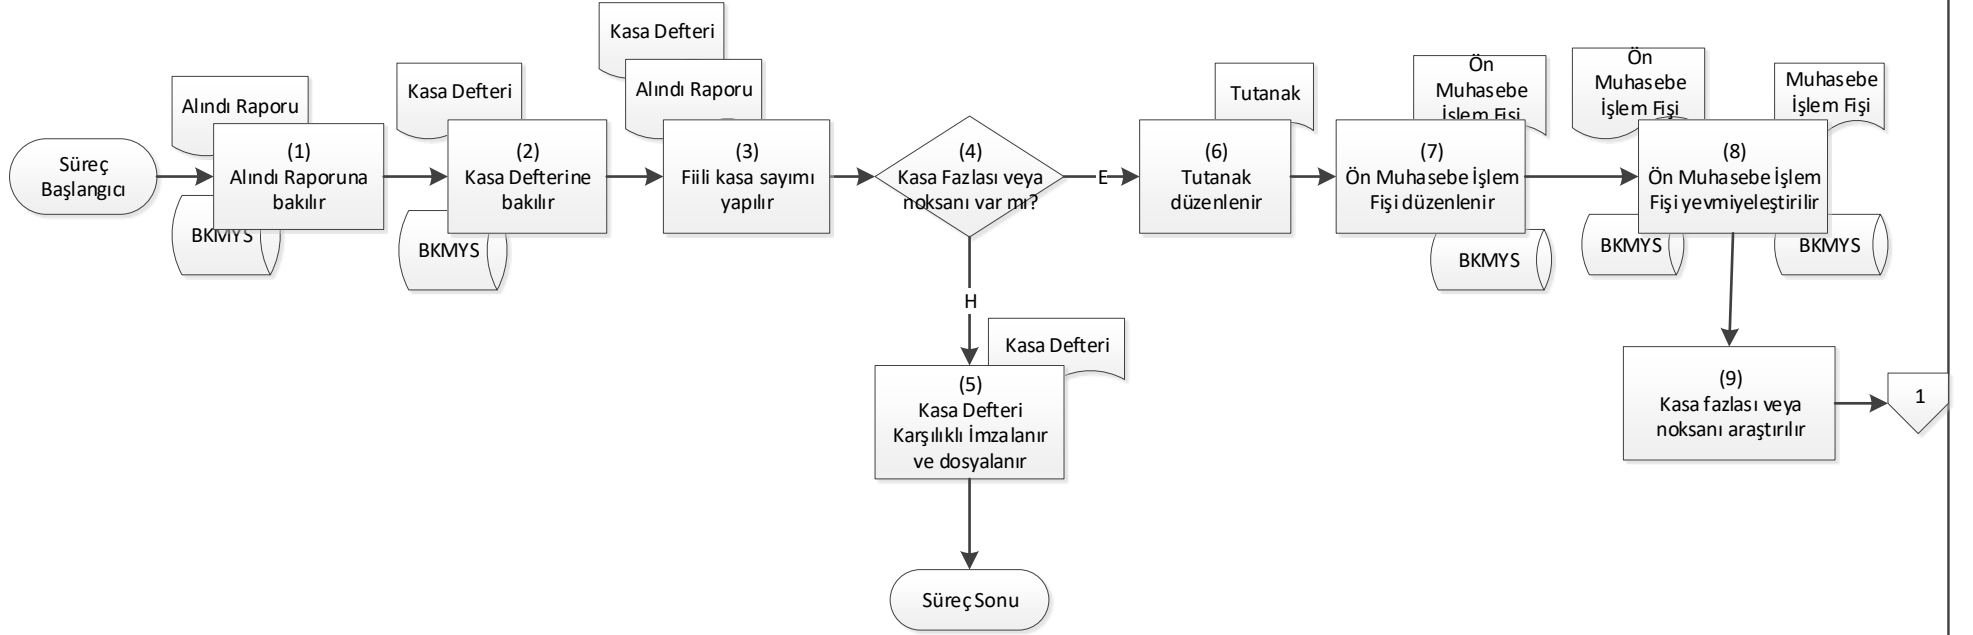 Süreç
Başlangıcı
Alındı Raporu
(1)
Alındı Raporuna
bakılır
BKMYS
Kasa Defteri
(2)
Kasa Defterine
bakılır
BKMYS
Kasa Defteri
Alındı Raporu
(3)
Fiili kasa sayımı
yapılır
(4)
Kasa Fazlası veya
noksanı var mı?
E
H
Kasa Defteri
(5)
Kasa Defteri
Karşılıklı İmzalanır
ve dosyalanır
Süreç Sonu
Tutanak
(6)
Tutanak
düzenlenir
Ön
Muhasebe
İşlem Fişi
(7)
Ön Muhasebe İşlem
Fişi düzenlenir
BKMYS
Ön
Muhasebe
İşlem Fişi
Muhasebe
İşlem Fişi
(8)
Ön Muhasebe İşlem
Fişi yevmiyeleştirilir
BKMYS
BKMYS
(9)
Kasa fazlası veya
noksanı araştırılır
1